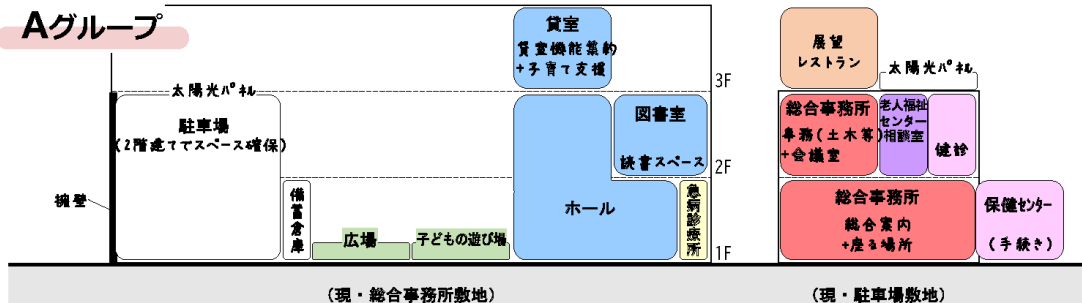 Aグループ
貸室
貸室機能集約
+子育て支援
展望
レストラン
3F
太陽光パネル
太陽光パネル
駐車場
(2階建てでスペース確保)
図書室
読書スペース
総合事務所
事務(土木等)
+会議室
老人福祉
センター
相談室
健診
2F
擁壁
備蓄倉庫
広場
子どもの遊び場
ホール
急病診療所
総合事務所
総合案内
+座る場所
保健センター
(手続き)
1F
(現・総合事務所敷地)
(現・駐車場敷地)